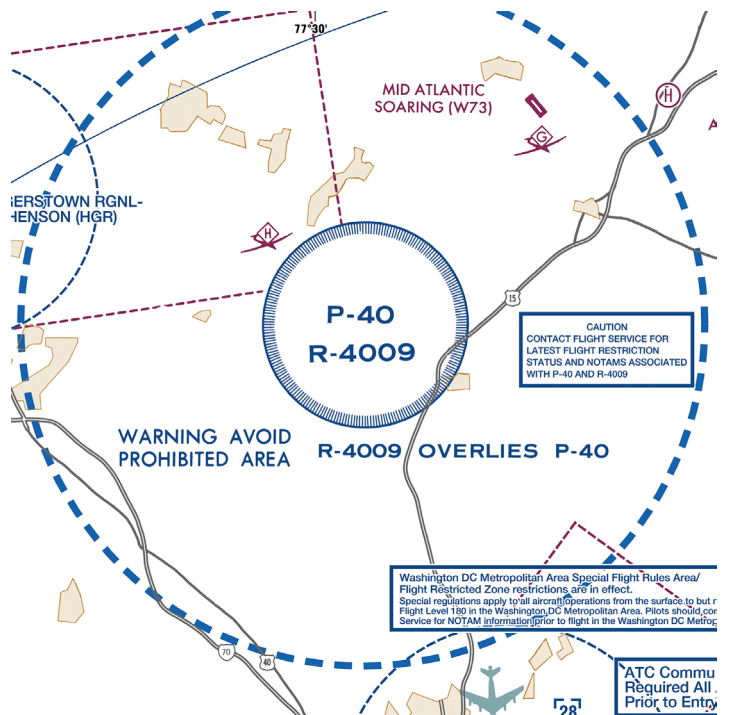 77°30'
MID ATLANTIC
SOARING (W73)
G
H
GERSTOWN RGNL-
HENSON (HGR)
H
P-40
R-4009
15
CAUTION
CONTACT FLIGHT SERVICE FOR
LATEST FLIGHT RESTRICTION
STATUS AND NOTAMS ASSOCIATED
WITH P-40 AND R-4009
WARNING AVOID
PROHIBITED AREA
R-4009 OVERLIES P-40
Washington DC Metropolitan Area Special Flight Rules Area/
Flight Restricted Zone restrictions are in effect.
Special regulations apply to all aircraft operations from the surface to but
Flight Level 180 in the Washington DC Metropolitan Area. Pilots should
Service for NOTAM information prior to flight in the Washington DC
70
40
ATC Commu
Required All
Prior to Entry
28